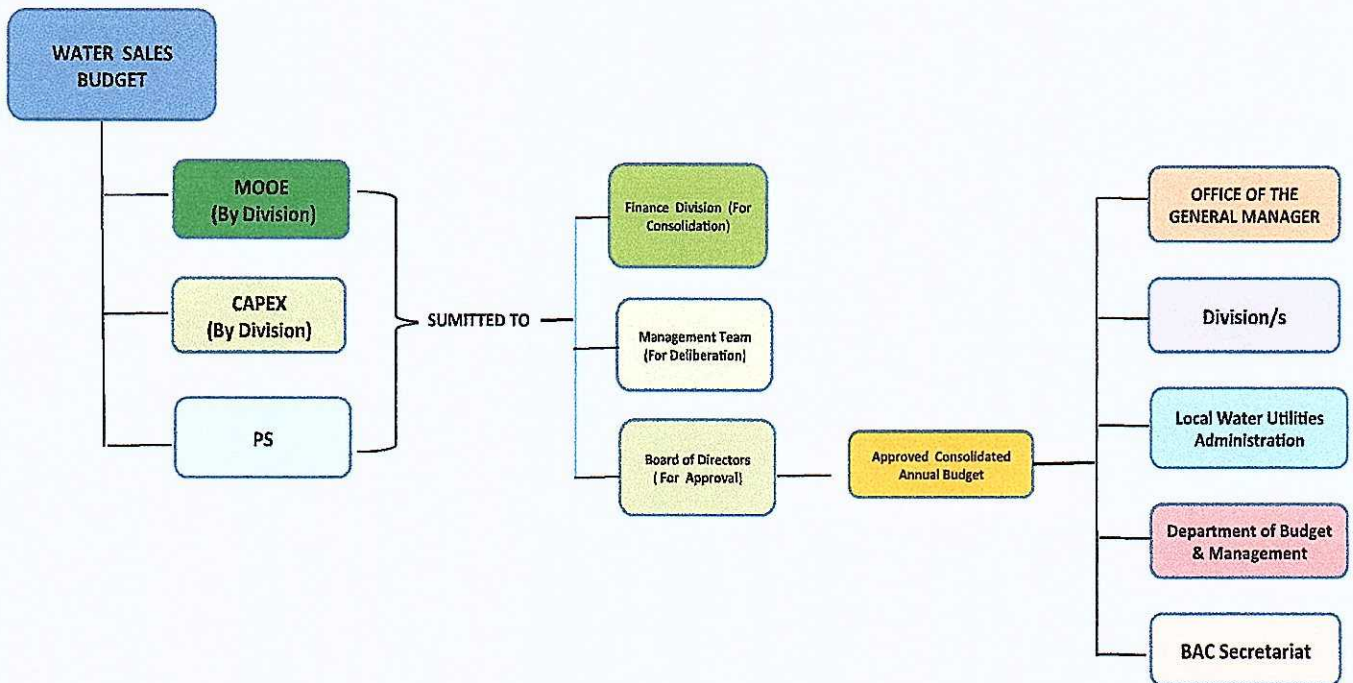 WATER SALES
BUDGET
MOOE
(By Division)
CAPEX
(By Division)
PS
SUMITTED TO
Finance Division (For
Consolidation)
Management Team
(For Deliberation)
Board of Directors
( For Approval)
Approved Consolidated
Annual Budget
OFFICE OF THE
GENERAL MANAGER
Division/s
Local Water Utilities
Administration
Department of Budget
& Management
BAC Secretariat